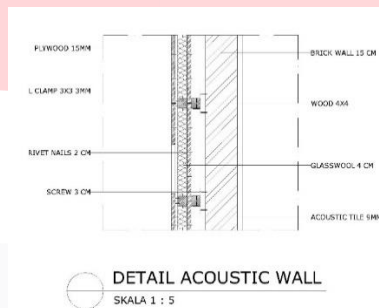 PLYWOOD 15MM
BRICK WALL 15 CM
L CLAMP 3X3 3MM
WOOD 4X4
RIVET NAILS 2 CM
GLASSWOOL 4 CM
SCREW 3 CM
ACOUSTIC TILE 9MM
DETAIL ACOUSTIC WALL
SKALA 1 : 5